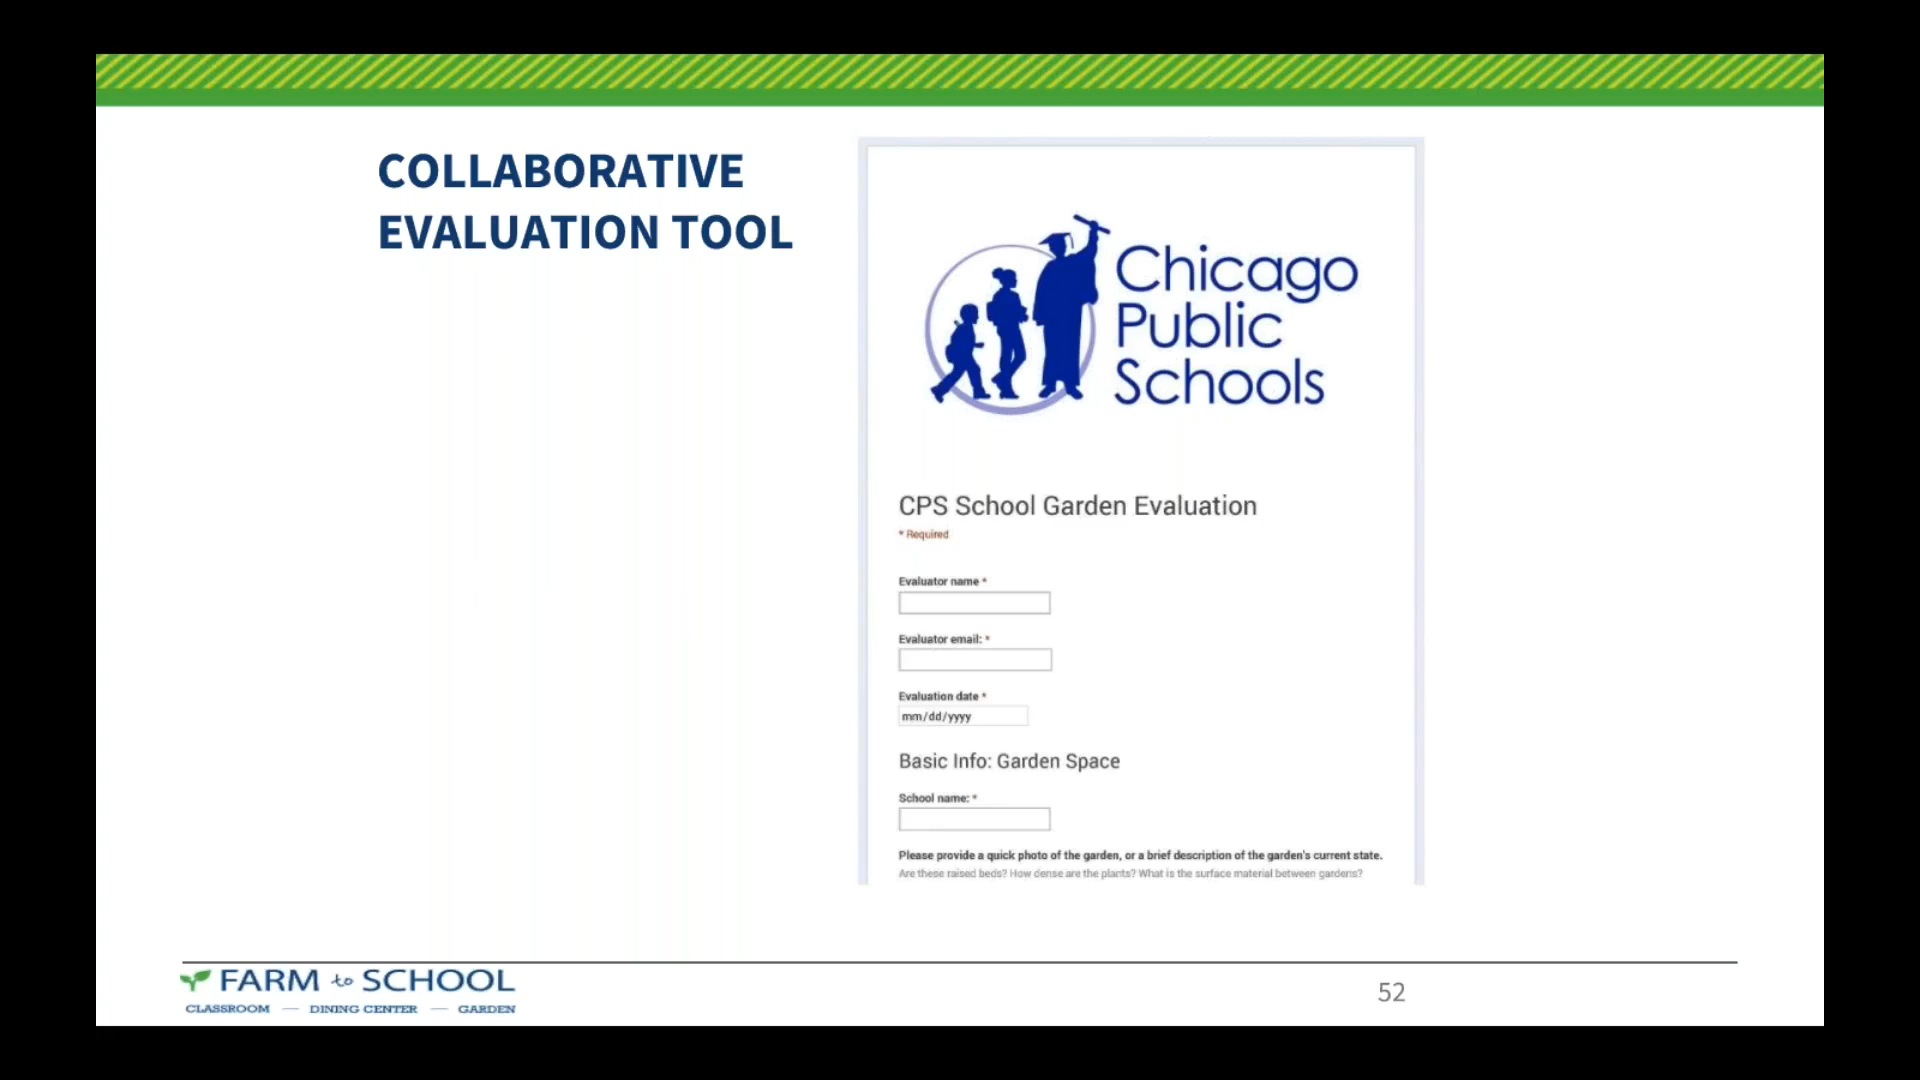 COLLABORATIVE
EVALUATION TOOL
Chicago
Public
Schools
CPS School Garden Evaluation
* Required
Evaluator name *
Evaluator email: *
Evaluation date *
mm/dd/yyyy
Basic Info: Garden Space
School name: *
Please provide a quick photo of the garden, or a brief description of the garden's current state.
Are these raised beds? How dense are the plants? What is the surface material between gardens?
FARM to SCHOOL
CLASSROOM — DINING CENTER — GARDEN
52